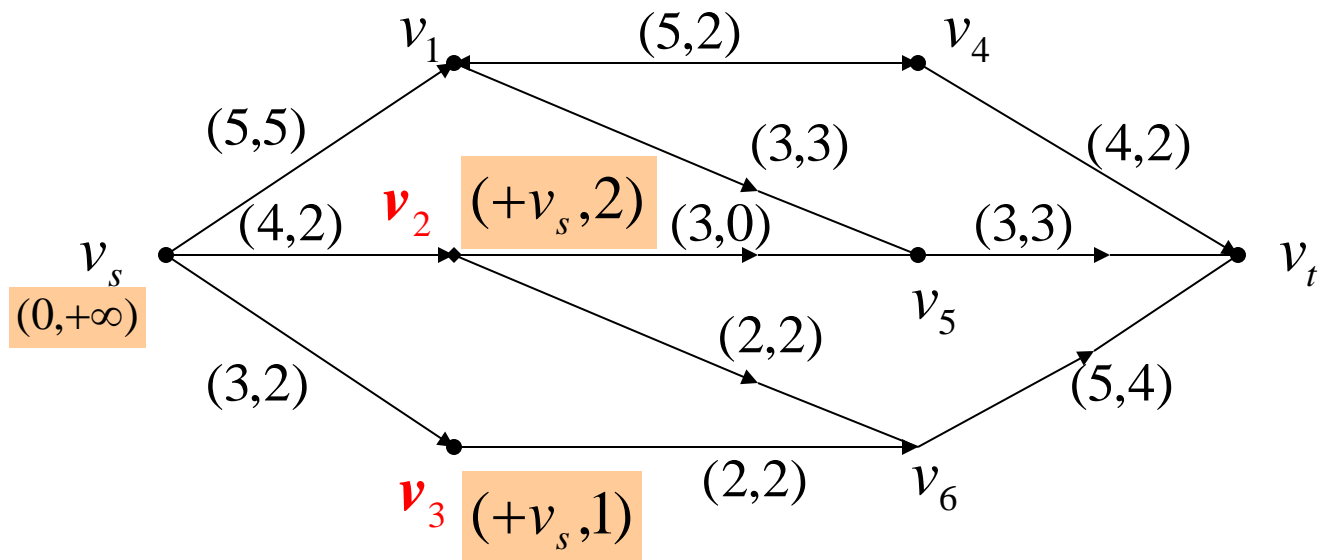 v₁
(5,2)
v₄
(5,5)
(3,3)
(4,2)
v₂
(+vₛ,2)
(4,2)
(3,0)
(3,3)
vₛ
(0,+∞)
vₜ
v₅
(2,2)
(3,2)
(5,4)
v₃
(+vₛ,1)
(2,2)
v₆